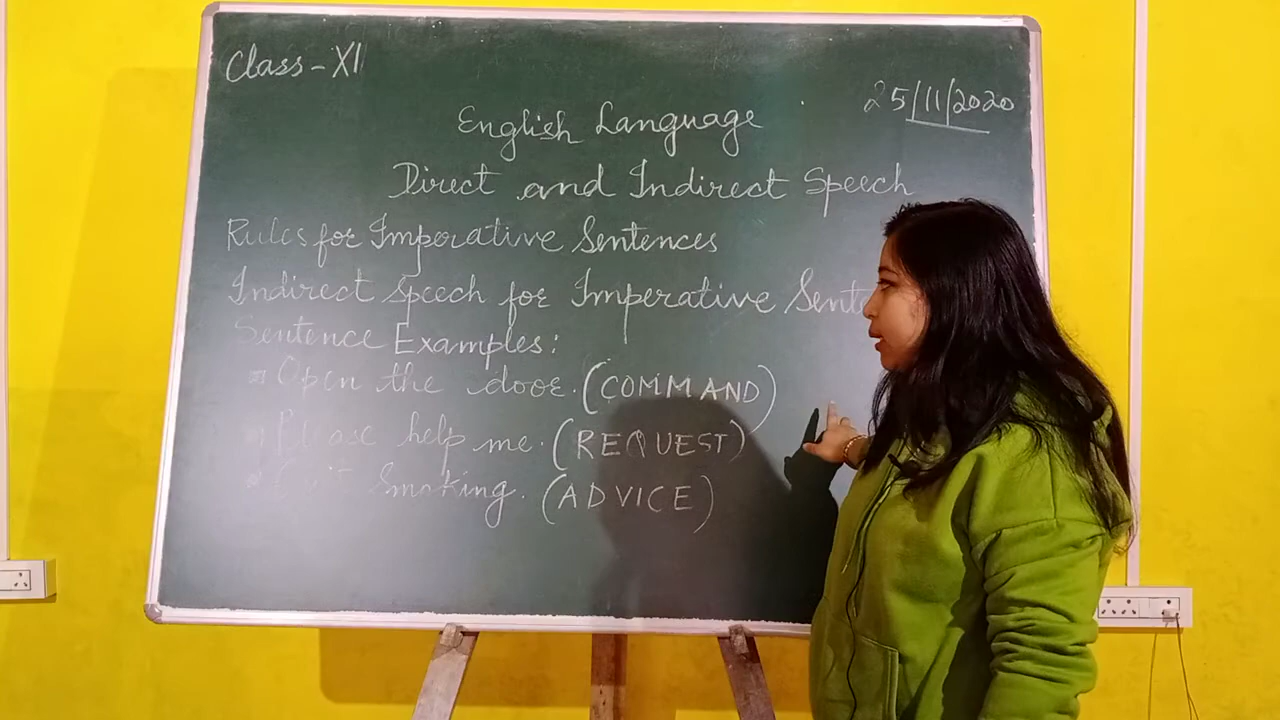 Class - XI
25/11/2020
English Language
Direct and Indirect Speech
Rules for Imperative Sentences
Indirect Speech for Imperative
Sentence Examples:
Open the door. (COMMAND)
Please help me. (REQUEST)
Smoking. (ADVICE)